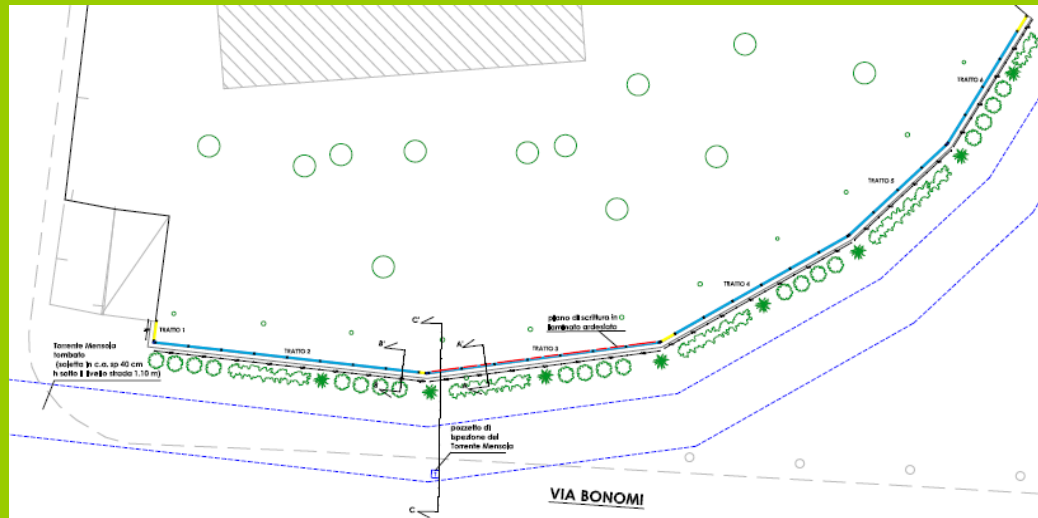 TRATTO 6
TRATTO 5
TRATTO 4
piano di scrittura in
laminato ardesiato
C'
B'
A'
TRATTO 1
TRATTO 2
TRATTO 3
Torrente Mensola
tombato
(soletta in c.a. sp 40 cm
h sotto il livello strada 1.10 m)
pozzetto di
ispezione del
Torrente Mensola
VIA BONOMI
C